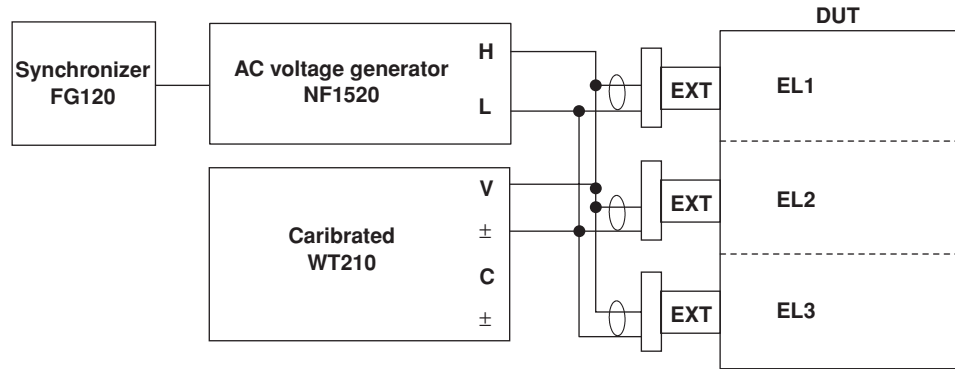 DUT
Synchronizer
FG120
AC voltage generator
NF1520
H
L
EXT
EL1
Caribrated
WT210
V
±
C
±
EXT
EL2
EXT
EL3